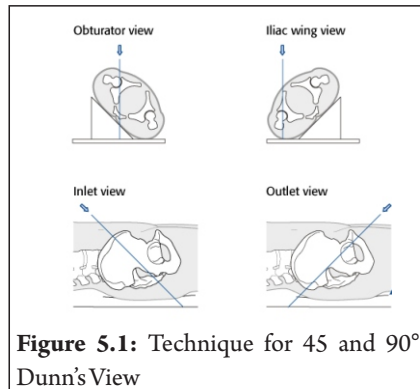 Obturator view
Iliac wing view
Inlet view
Outlet view
Figure 5.1: Technique for 45 and 90°
Dunn's View